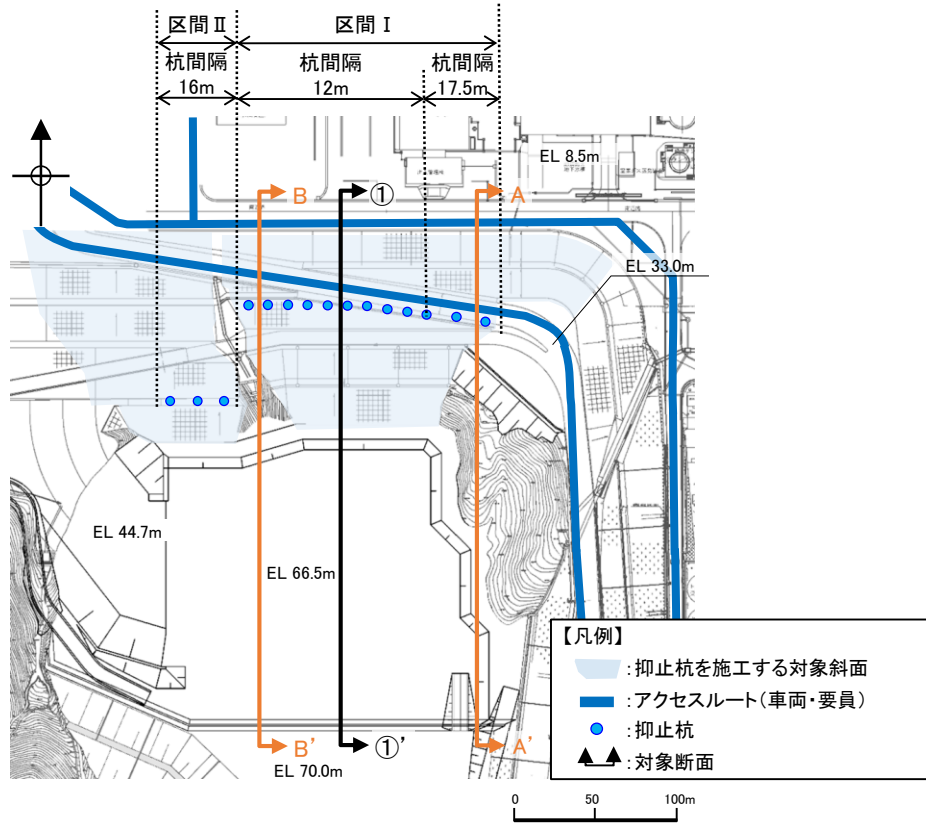 区間Ⅱ
区間Ⅰ
杭間隔
16m
杭間隔
12m
杭間隔
17.5m
EL 8.5m
B
①
A
EL 33.0m
EL 44.7m
EL 66.5m
B'
①'
A'
EL 70.0m
【凡例】
:抑止杭を施工する対象斜面
:アクセスルート(車両・要員)
:抑止杭
:対象断面
0 50 100m